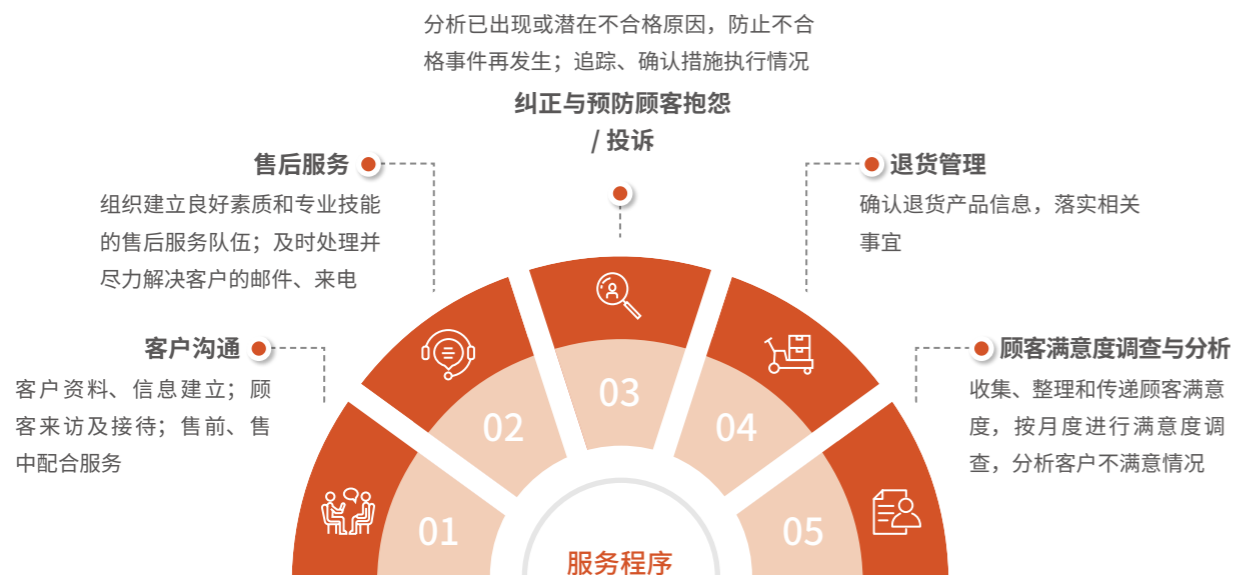 分析已出现或潜在不合格原因，防止不合
格事件再发生；追踪、确认措施执行情况
纠正与预防顾客抱怨
/ 投诉
售后服务
组织建立良好素质和专业技能
的售后服务队伍；及时处理并
尽力解决客户的邮件、来电
退货管理
确认退货产品信息，落实相关
事宜
客户沟通
客户资料、信息建立；顾
客来访及接待；售前、售
中配合服务
顾客满意度调查与分析
收集、整理和传递顾客满意
度，按月度进行满意度调
查，分析客户不满意情况
01
02
03
04
05
服务程序